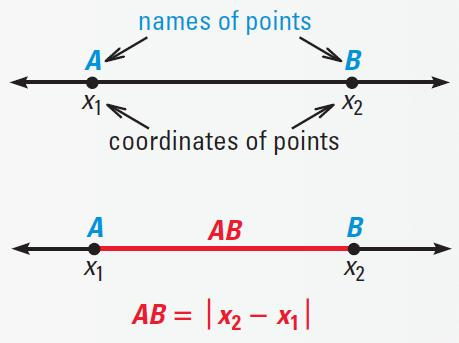 names of points
A B
x₁ x₂
coordinates of points
A AB B
x₁ x₂
AB = | x₂ – x₁ |